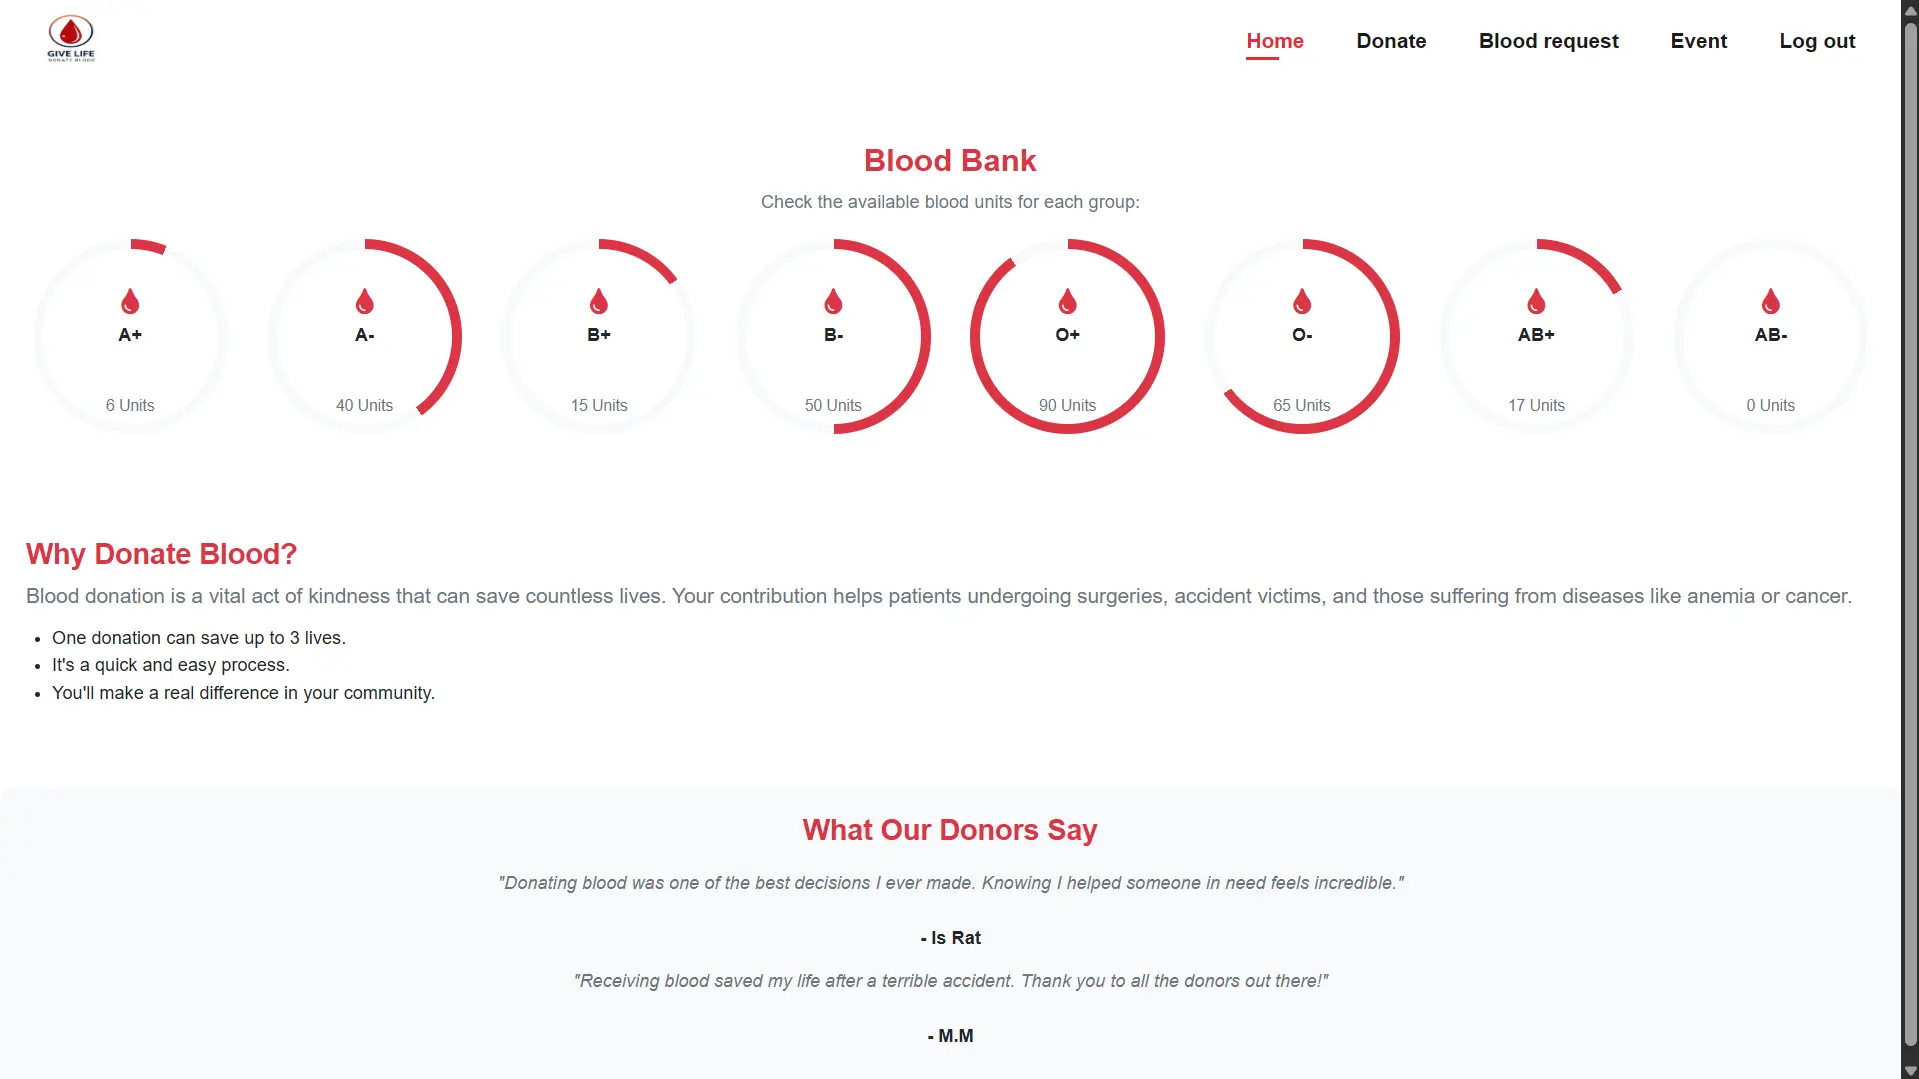 GIVE LIFE
DONATE BLOOD
Home Donate Blood request Event Log out
Blood Bank
Check the available blood units for each group:
A+ A- B+ B- O+ O- AB+ AB-
6 Units 40 Units 15 Units 50 Units 90 Units 65 Units 17 Units 0 Units
Why Donate Blood?
Blood donation is a vital act of kindness that can save countless lives. Your contribution helps patients undergoing surgeries, accident victims, and those suffering from diseases like anemia or cancer.
One donation can save up to 3 lives.
It's a quick and easy process.
You'll make a real difference in your community.
What Our Donors Say
"Donating blood was one of the best decisions I ever made. Knowing I helped someone in need feels incredible."
- Is Rat
"Receiving blood saved my life after a terrible accident. Thank you to all the donors out there!"
- M.M